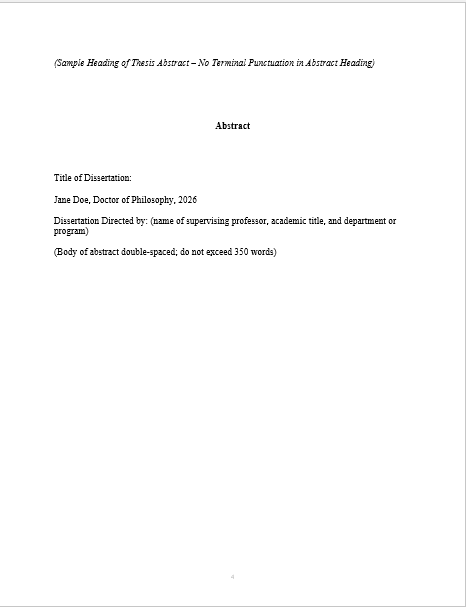 (Sample Heading of Thesis Abstract – No Terminal Punctuation in Abstract Heading)
Abstract
Title of Dissertation:
Jane Doe, Doctor of Philosophy, 2026
Dissertation Directed by: (name of supervising professor, academic title, and department or
program)
(Body of abstract double-spaced; do not exceed 350 words)
4